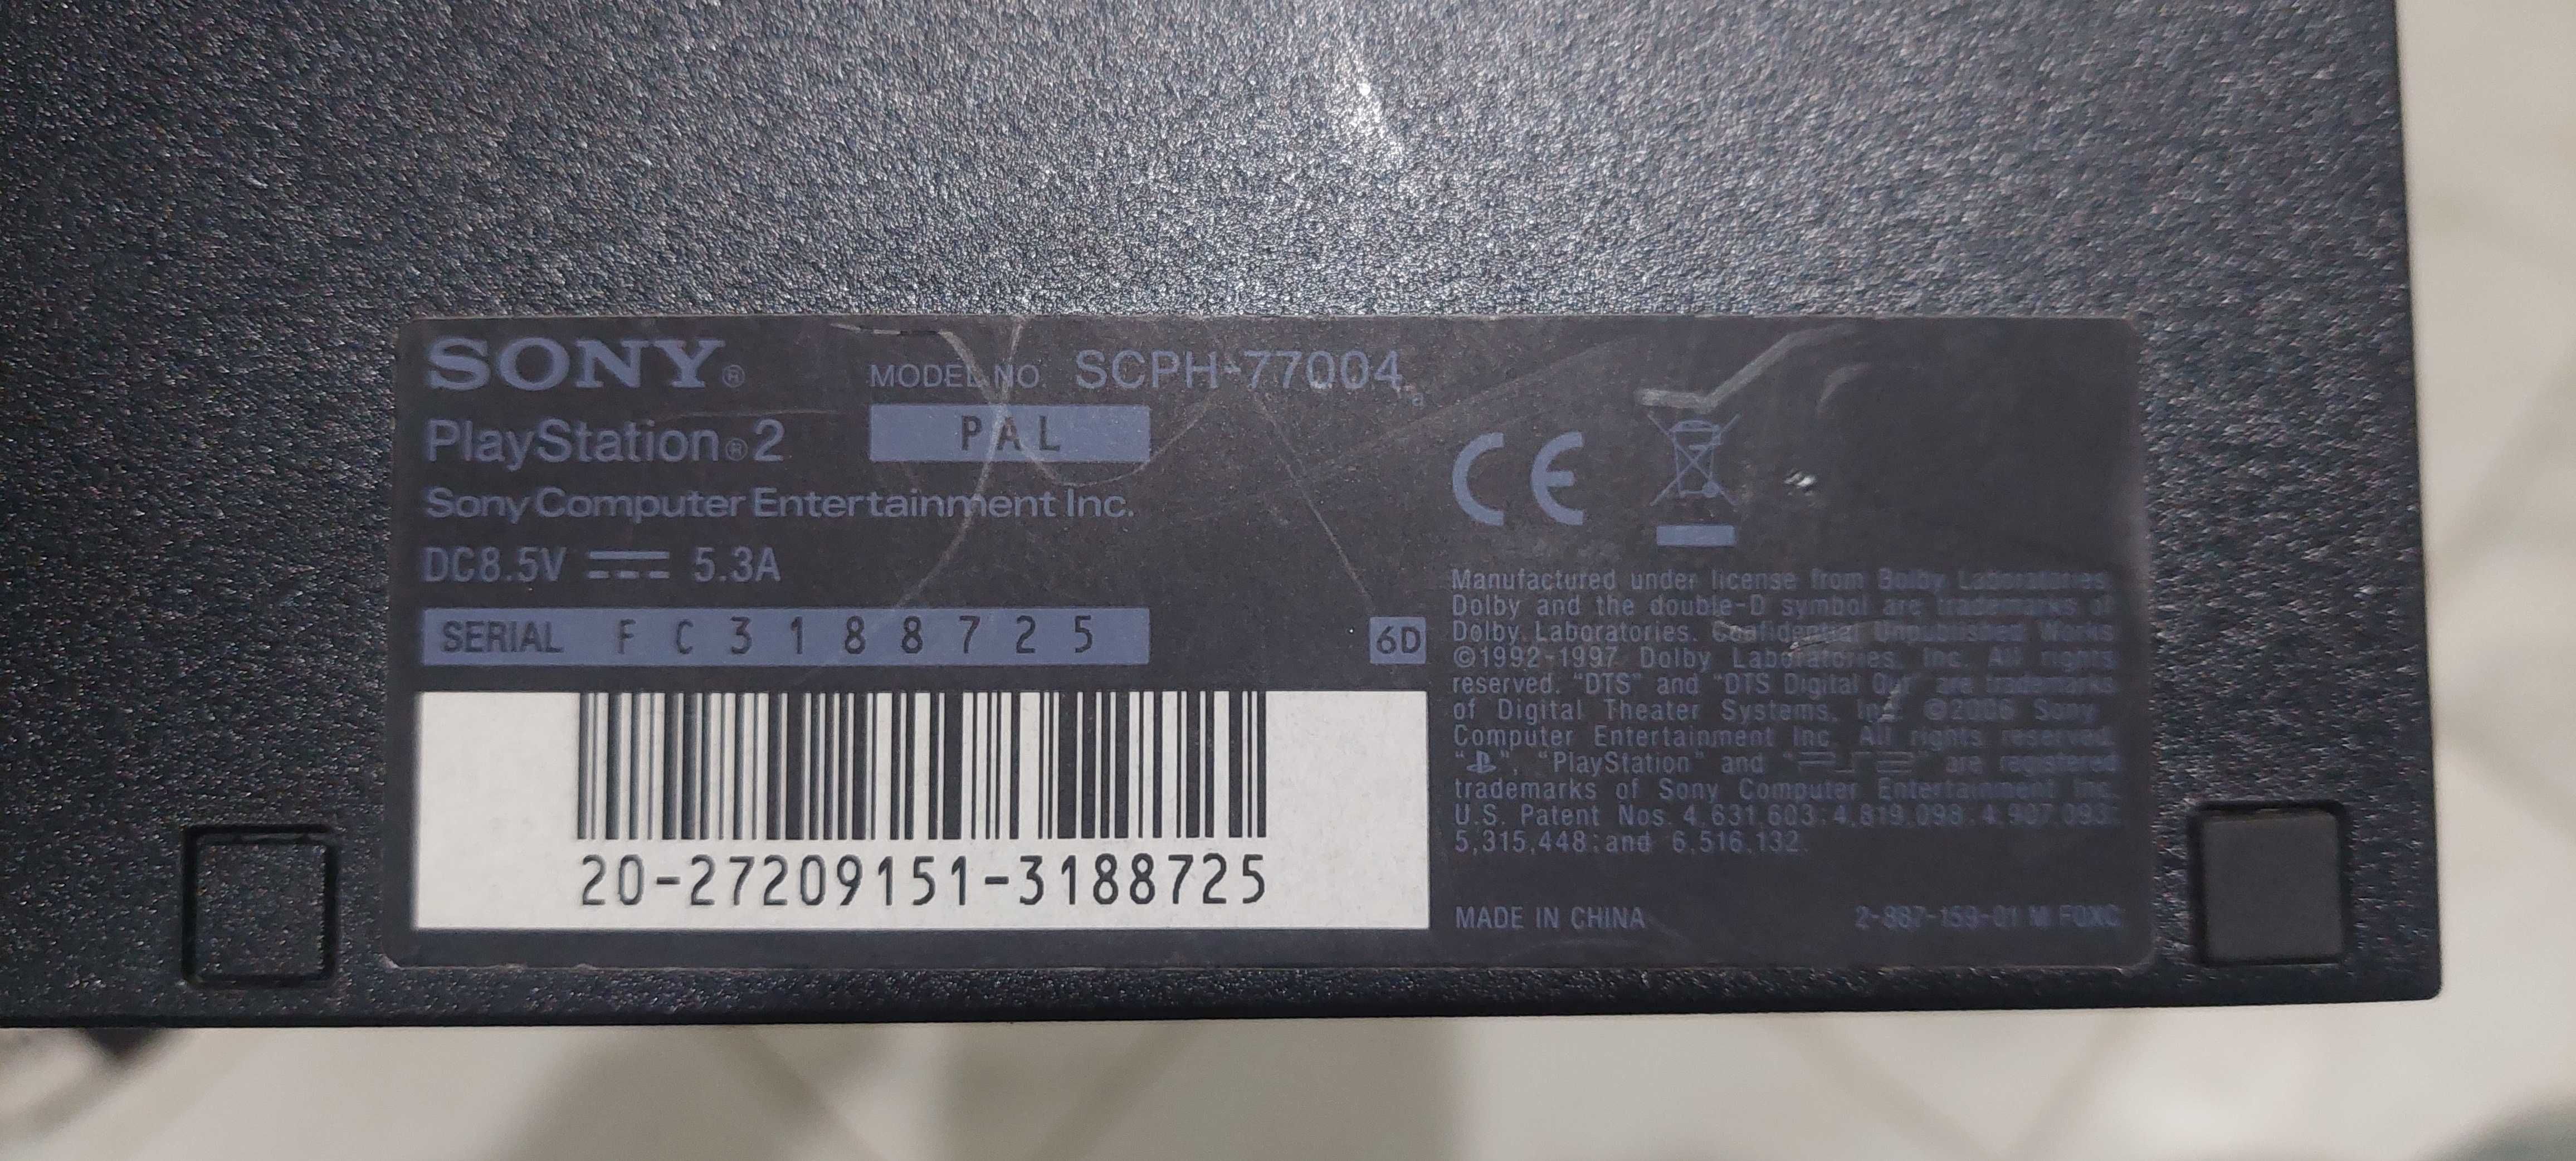 SONY®
MODEL NO. SCPH-77004 a
PlayStation®2
PAL
Sony Computer Entertainment Inc.
DC8.5V 5.3A
SERIAL F C 3 1 8 8 7 2 5
6D
20-27209151-3188725
CE
Manufactured under license from Dolby Laboratories.
Dolby and the double-D symbol are trademarks of
Dolby Laboratories. Confidential Unpublished Works
©1992-1997 Dolby Laboratories, Inc. All rights
reserved. “DTS” and “DTS Digital Out” are trademarks
of Digital Theater Systems, Inc. ©2006 Sony
Computer Entertainment Inc. All rights reserved.
“ ”, “PlayStation” and “PS2” are registered
trademarks of Sony Computer Entertainment Inc.
U.S. Patent Nos. 4,631,603; 4,819,098; 4,907,093;
5,315,448; and 6,516,132.
MADE IN CHINA
2-887-159-01 M FOXC